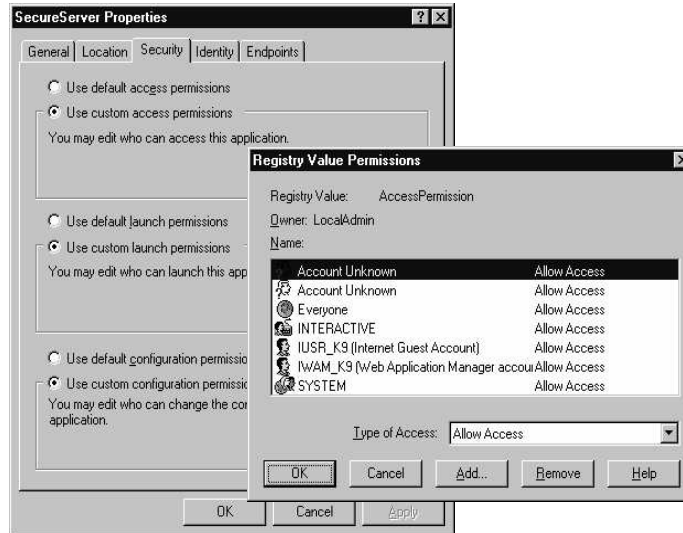 SecureServer Properties
General Location Security Identity Endpoints
Use default access permissions
Use custom access permissions
You may edit who can access this application.
Use default launch permissions
Use custom launch permissions
You may edit who can launch this app
Use default configuration permissio
Use custom configuration permissio
You may edit who can change the cor
application.
OK Cancel Apply
Registry Value Permissions
Registry Value: AccessPermission
Owner: LocalAdmin
Name:
Account Unknown Allow Access
Account Unknown Allow Access
Everyone Allow Access
INTERACTIVE Allow Access
IUSR_K9 (Internet Guest Account) Allow Access
IWAM_K9 (Web Application Manager accour Allow Access
SYSTEM Allow Access
Type of Access: Allow Access
OK Cancel Add... Remove Help